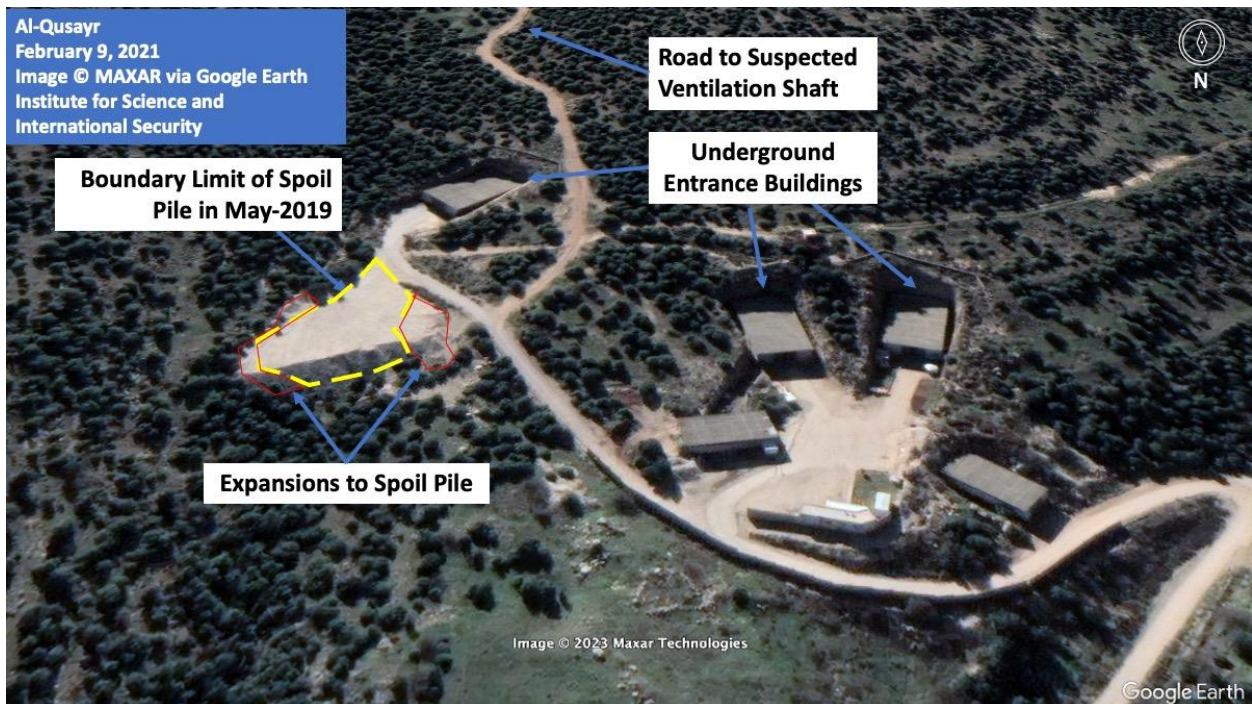 Al-Qusayr
February 9, 2021
Image © MAXAR via Google Earth
Institute for Science and
International Security
Road to Suspected
Ventilation Shaft
N
Underground
Entrance Buildings
Boundary Limit of Spoil
Pile in May-2019
Expansions to Spoil Pile
Image © 2023 Maxar Technologies
Google Earth